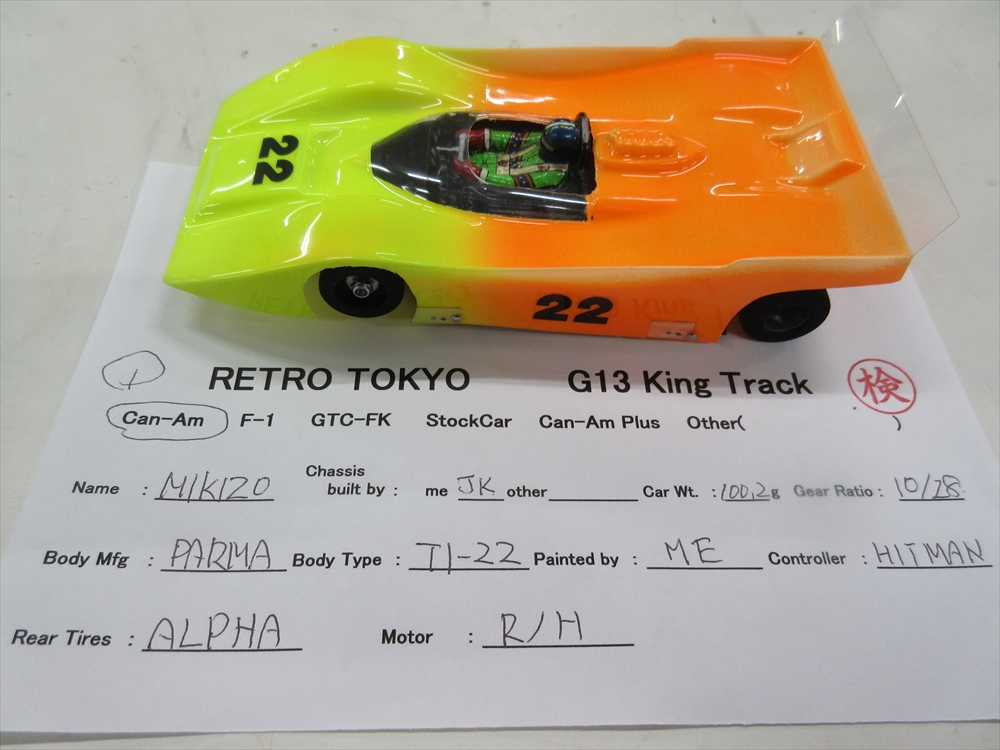 22
22
1
RETRO TOKYO G13 King Track 検
Can-Am F-1 GTC-FK StockCar Can-Am Plus Other( )
Name : MIKIZO Chassis built by : me JK other Car Wt. : 100,2g Gear Ratio : 10/28
Body Mfg : PARMA Body Type : TI-22 Painted by : ME Controller : HITMAN
Rear Tires : ALPHA Motor : R/H